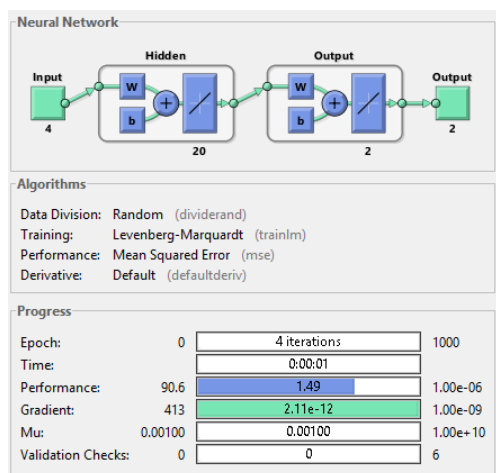 Neural Network
Hidden Output
Input Output
W W
b b
4 2
20 2
Algorithms
Data Division: Random (dividerand)
Training: Levenberg-Marquardt (trainlm)
Performance: Mean Squared Error (mse)
Derivative: Default (defaultderiv)
Progress
Epoch: 0 4 iterations 1000
Time: 0:00:01
Performance: 90.6 1.49 1.00e-06
Gradient: 413 2.11e-12 1.00e-09
Mu: 0.00100 0.00100 1.00e+10
Validation Checks: 0 0 6